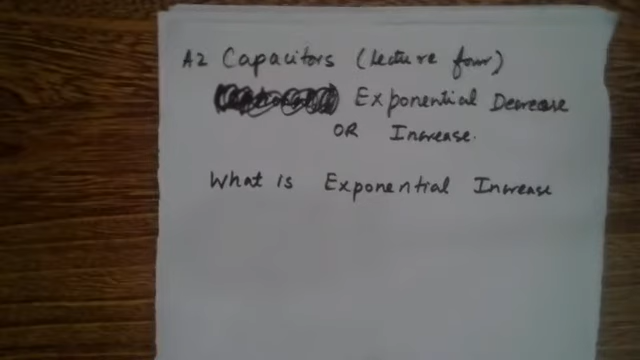 A2 Capacitors (lecture four)
Exponential Decrease
OR Increase.
What is Exponential Increase